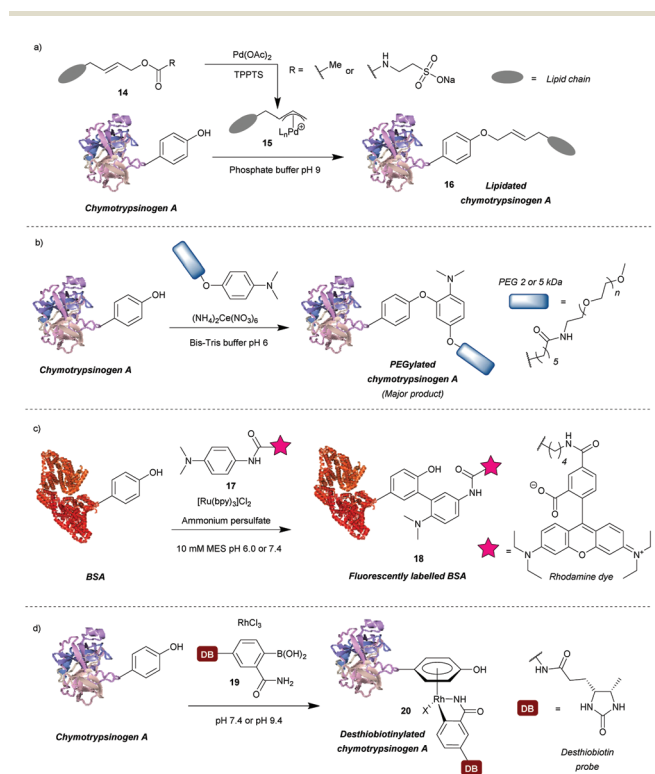 a)
Pd(OAc)2
TPPTS
R = Me or
H
N
O
O
S
ONa
= Lipid chain
O
R
O
14
LnPd
15
OH
O
Phosphate buffer pH 9
16
Chymotrypsinogen A
Lipidated
chymotrypsinogen A
b)
O
N
OH
(NH4)2Ce(NO3)6
Bis-Tris buffer pH 6
N
O
O
PEG 2 or 5 kDa
=
O
O
n
O
N
H
5
Chymotrypsinogen A
PEGylated
chymotrypsinogen A
(Major product)
c)
OH
O
N
H
N
17
[Ru(bpy)3]Cl2
Ammonium persulfate
10 mM MES pH 6.0 or 7.4
OH
O
NH
N
18
=
H
N
O
4
O
O
N
O
N+
BSA
Fluorescently labelled BSA
Rhodamine dye
d)
OH
RhCl3
DB
B(OH)2
NH2
O
19
pH 7.4 or pH 9.4
OH
Rh
NH
X
O
20
DB
DB =
H
N
O
HN
NH
O
Chymotrypsinogen A
Desthiobiotinylated
chymotrypsinogen A
Desthiobiotin
probe